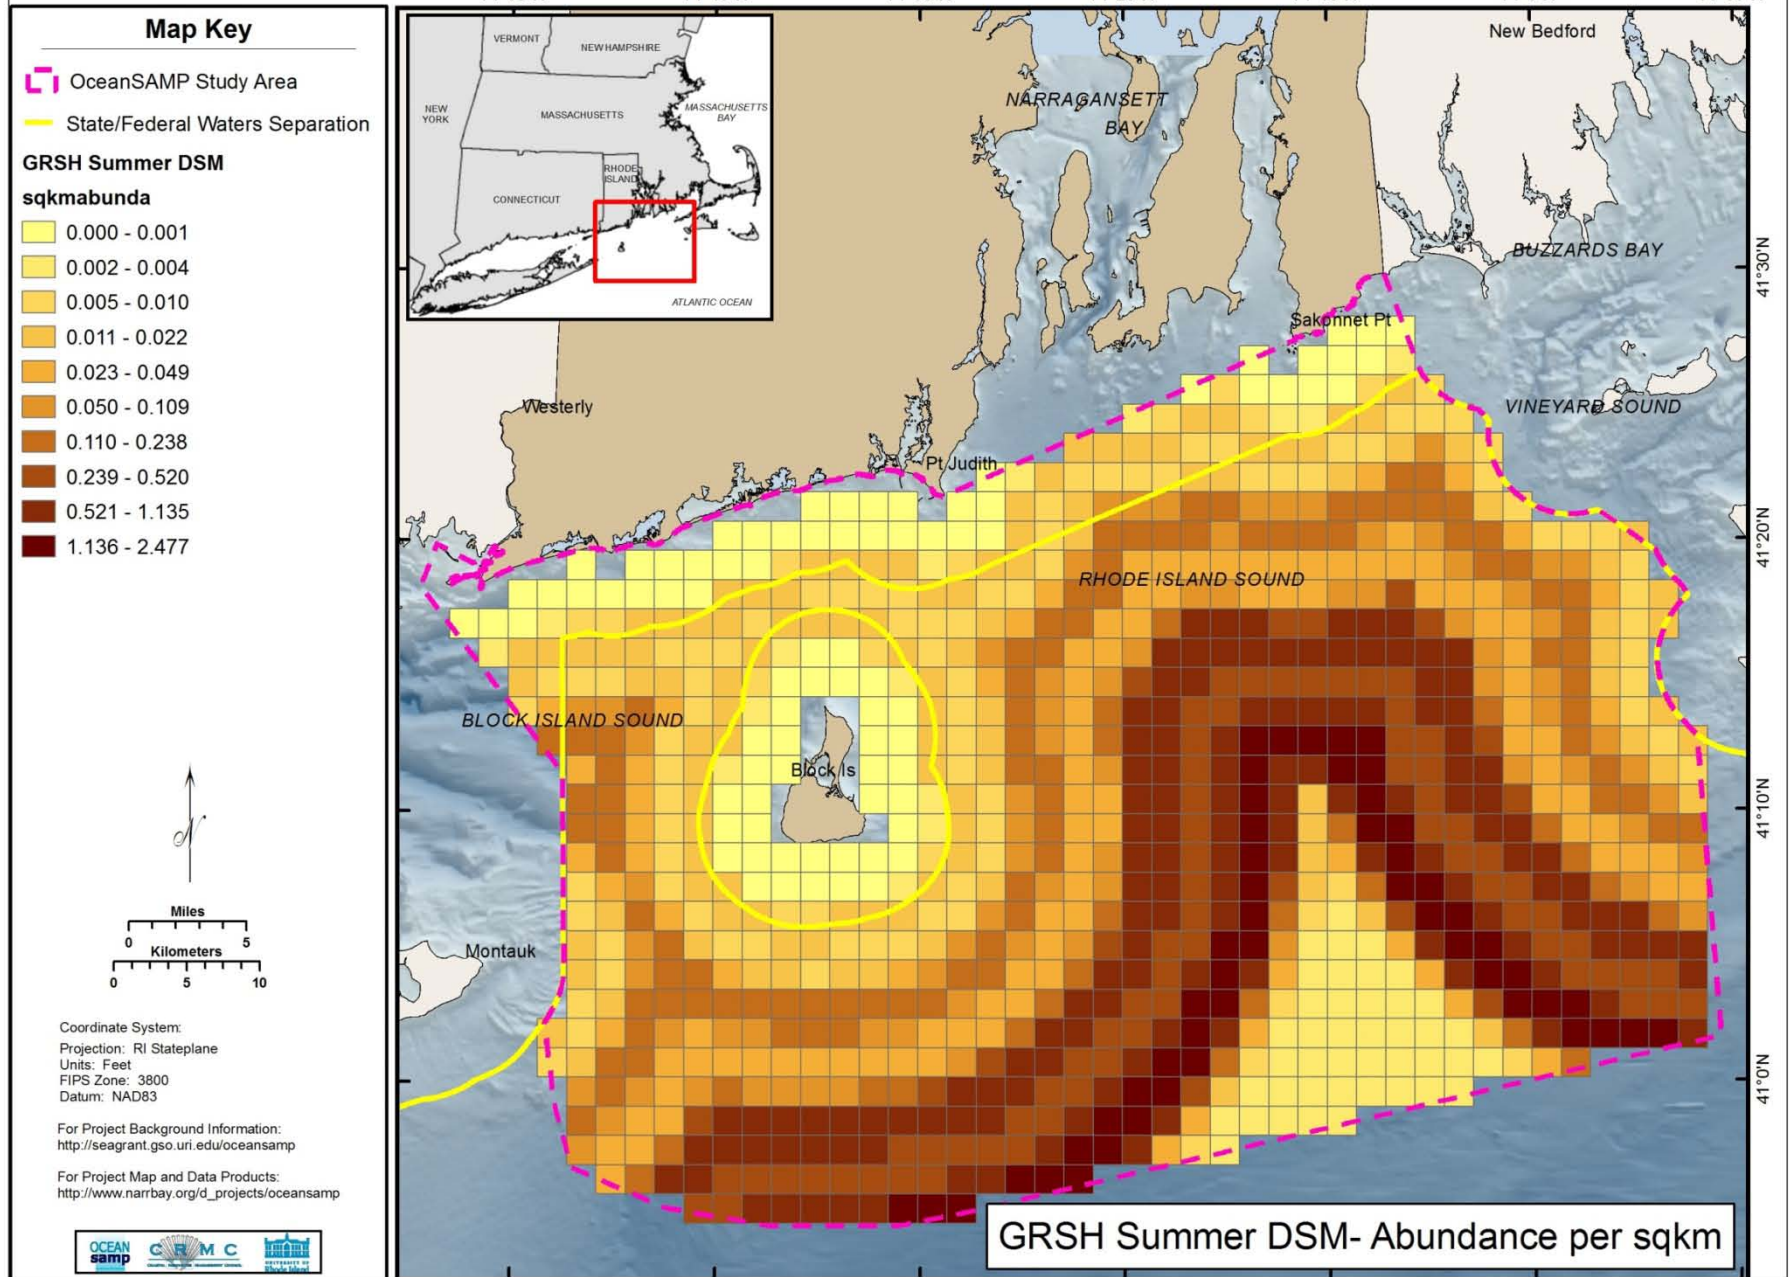 Map Key
OceanSAMP Study Area
State/Federal Waters Separation
GRSH Summer DSM
sqkmabunda
0.000 - 0.001
0.002 - 0.004
0.005 - 0.010
0.011 - 0.022
0.023 - 0.049
0.050 - 0.109
0.110 - 0.238
0.239 - 0.520
0.521 - 1.135
1.136 - 2.477
N
Miles
0 5
Kilometers
0 5 10
Coordinate System:
Projection: RI Stateplane
Units: Feet
FIPS Zone: 3800
Datum: NAD83
For Project Background Information:
http://seagrant.gso.uri.edu/oceansamp
For Project Map and Data Products:
http://www.narrbay.org/d_projects/oceansamp
OCEAN
samp
CRMC
UNIVERSITY OF
Rhode Island
VERMONT
NEW HAMPSHIRE
NEW
YORK
MASSACHUSETTS
MASSACHUSETTS
BAY
RHODE
ISLAND
CONNECTICUT
ATLANTIC OCEAN
New Bedford
NARRAGANSETT
BAY
BUZZARDS BAY
41°30'N
Sakonnet Pt
Westerly
VINEYARD SOUND
Pt Judith
41°20'N
RHODE ISLAND SOUND
BLOCK ISLAND SOUND
Block Is
41°10'N
Montauk
41°0'N
GRSH Summer DSM- Abundance per sqkm